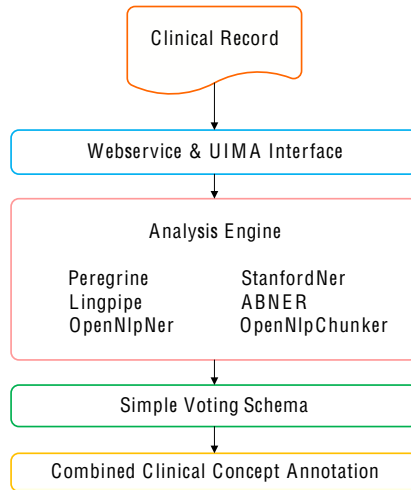 Clinical Record
Webservice & UIMA Interface
Analysis Engine
Peregrine StanfordNer
Lingpipe ABNER
OpenNlpNer OpenNlpChunker
Simple Voting Schema
Combined Clinical Concept Annotation